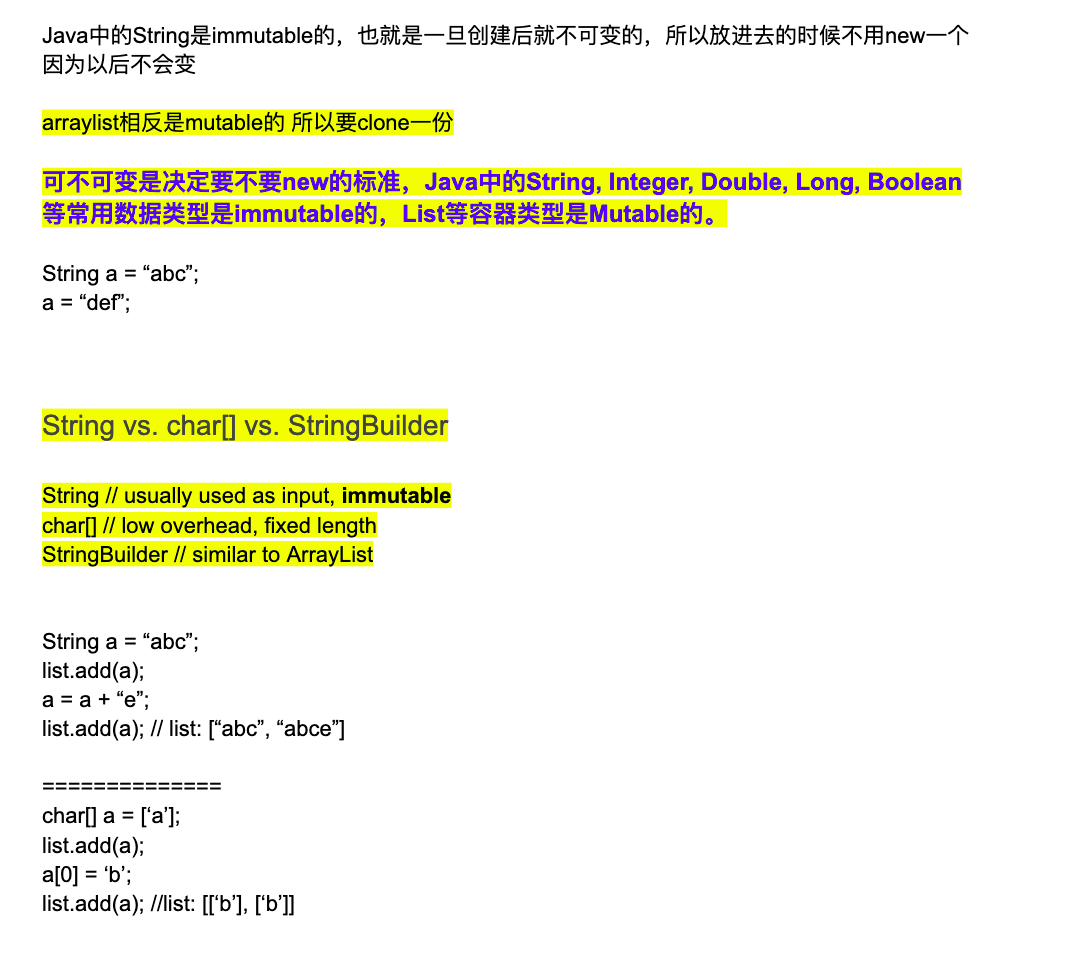 Java中的String是immutable的，也就是一旦创建后就不可变的，所以放进去的时候不用new一个
因为以后不会变
arraylist相反是mutable的 所以要clone一份
可不可变是决定要不要new的标准，Java中的String, Integer, Double, Long, Boolean
等常用数据类型是immutable的，List等容器类型是Mutable的。
String a = “abc”;
a = “def”;
String vs. char[] vs. StringBuilder
String // usually used as input, immutable
char[] // low overhead, fixed length
StringBuilder // similar to ArrayList
String a = “abc”;
list.add(a);
a = a + “e”;
list.add(a); // list: [“abc”, “abce”]
==============
char[] a = [‘a’];
list.add(a);
a[0] = ‘b’;
list.add(a); //list: [[‘b’], [‘b’]]